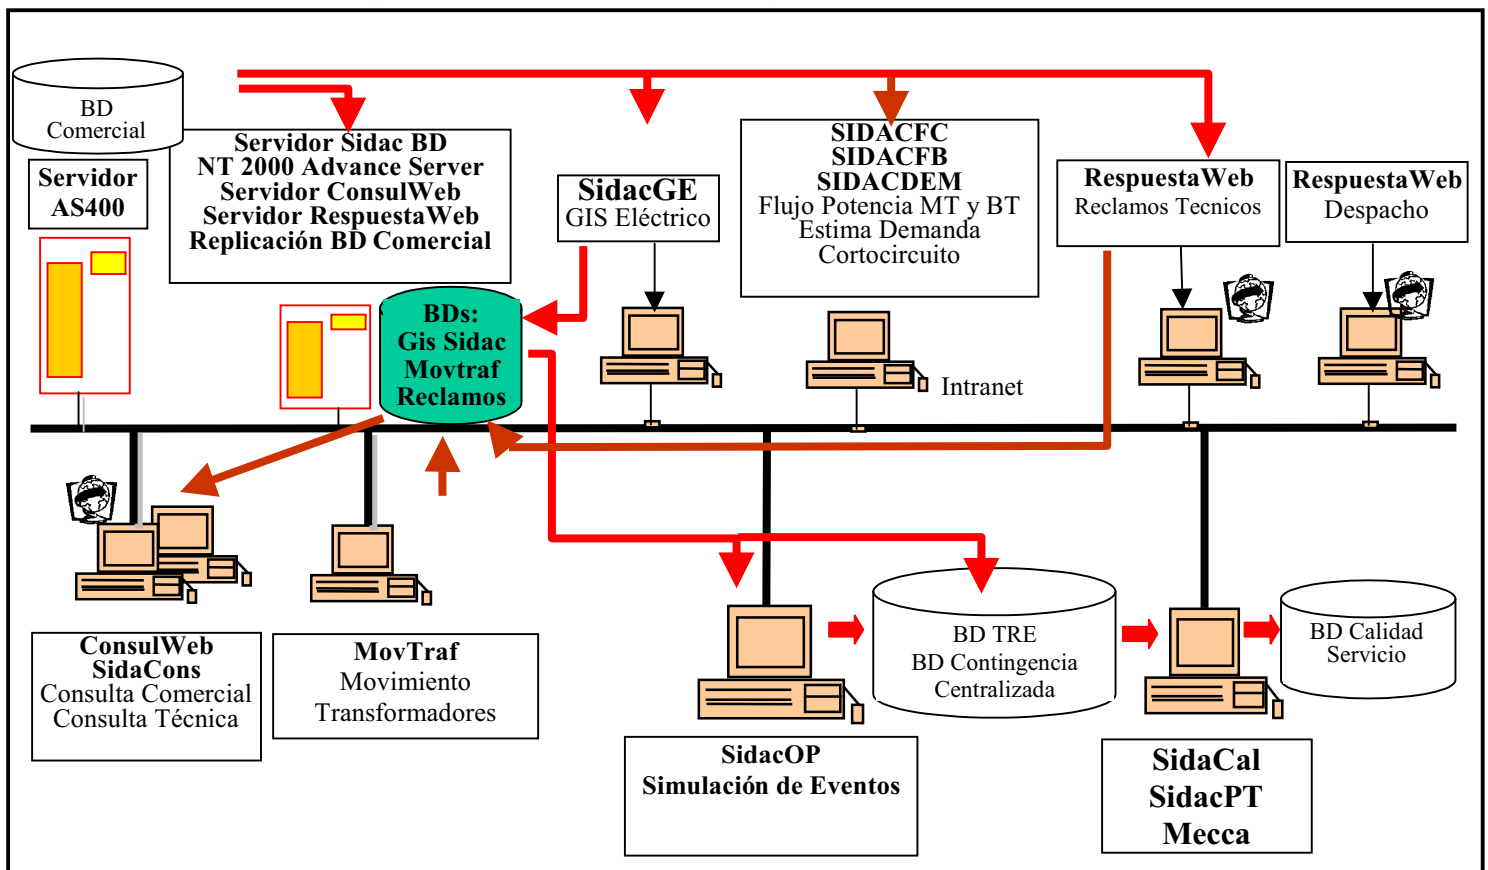 BD
Comercial
Servidor
AS400
Servidor Sidac BD
NT 2000 Advance Server
Servidor ConsulWeb
Servidor RespuestaWeb
Replicación BD Comercial
SidacGE
GIS Eléctrico
SIDACFC
SIDACFB
SIDACDEM
Flujo Potencia MT y BT
Estima Demanda
Cortocircuito
RespuestaWeb
Reclamos Tecnicos
RespuestaWeb
Despacho
BDs:
Gis Sidac
Movtraf
Reclamos
Intranet
ConsulWeb
SidaCons
Consulta Comercial
Consulta Técnica
MovTraf
Movimiento
Transformadores
SidacOP
Simulación de Eventos
BD TRE
BD Contingencia
Centralizada
SidaCal
SidacPT
Mecca
BD Calidad
Servicio